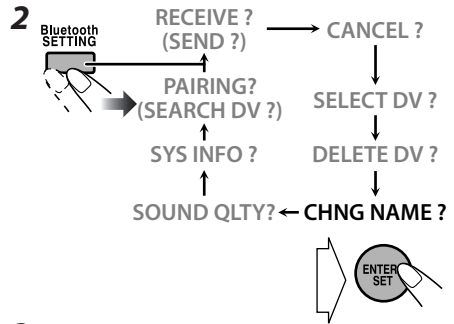 2
Bluetooth
SETTING
RECEIVE ?
(SEND ?)
CANCEL ?
PAIRING?
(SEARCH DV ?)
SELECT DV ?
SYS INFO ?
DELETE DV ?
SOUND QLTY?
CHNG NAME ?
ENTER
SET